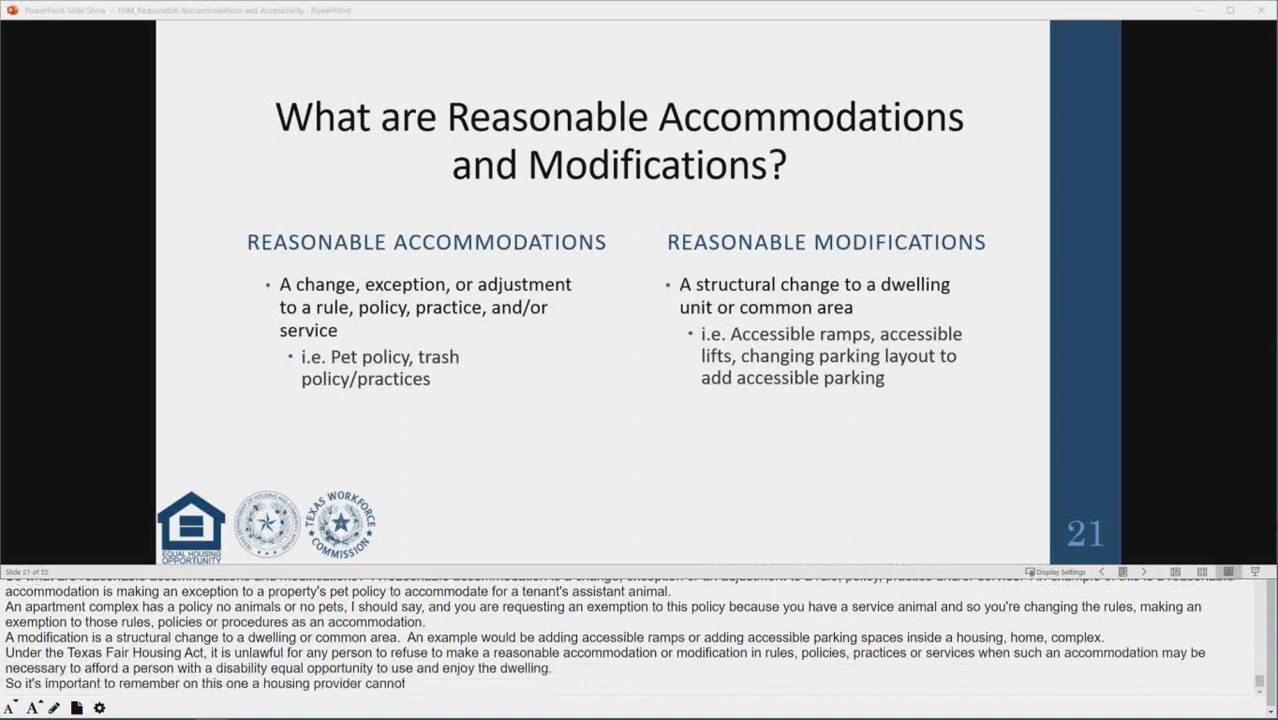 PowerPoint Slide Show - FHM_Reasonable Accommodations and Accessibility - PowerPoint
What are Reasonable Accommodations
and Modifications?
REASONABLE ACCOMMODATIONS
• A change, exception, or adjustment
to a rule, policy, practice, and/or
service
• i.e. Pet policy, trash
policy/practices
REASONABLE MODIFICATIONS
• A structural change to a dwelling
unit or common area
• i.e. Accessible ramps, accessible
lifts, changing parking layout to
add accessible parking
EQUAL HOUSING
OPPORTUNITY
TEXAS WORKFORCE
COMMISSION
21
Slide 21 of 55
Display Settings
accommodation is making an exception to a property's pet policy to accommodate for a tenant's assistant animal.
An apartment complex has a policy no animals or no pets, I should say, and you are requesting an exemption to this policy because you have a service animal and so you're changing the rules, making an
exemption to those rules, policies or procedures as an accommodation.
A modification is a structural change to a dwelling or common area.  An example would be adding accessible ramps or adding accessible parking spaces inside a housing, home, complex.
Under the Texas Fair Housing Act, it is unlawful for any person to refuse to make a reasonable accommodation or modification in rules, policies, practices or services when such an accommodation may be
necessary to afford a person with a disability equal opportunity to use and enjoy the dwelling.
So it's important to remember on this one a housing provider cannot
A A